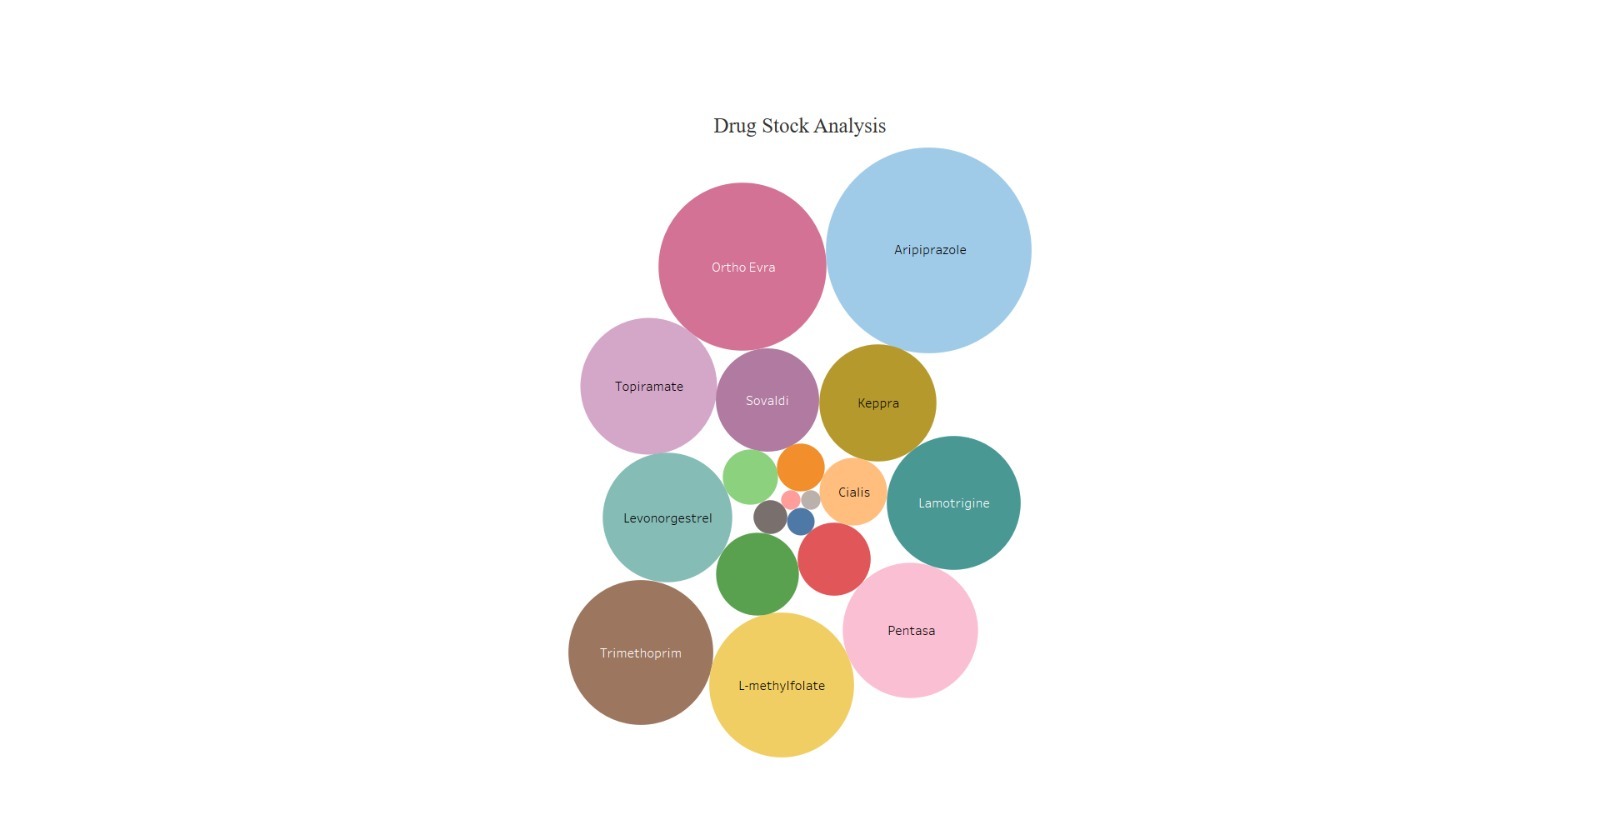 Drug Stock Analysis
Aripiprazole
Ortho Evra
Topiramate
Sovaldi
Keppra
Cialis
Lamotrigine
Levonorgestrel
Pentasa
Trimethoprim
L-methylfolate